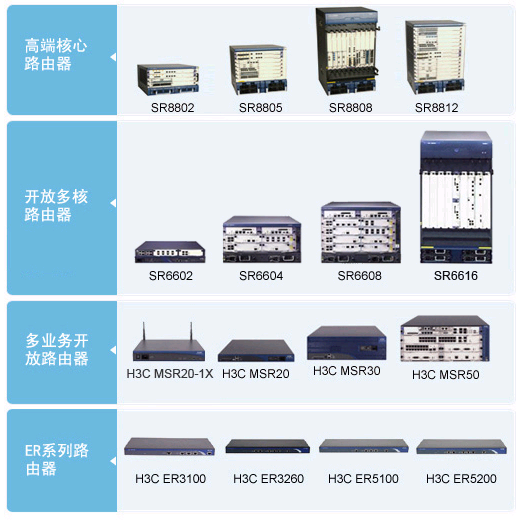 高端核心
路由器
SR8802
SR8805
SR8808
SR8812
开放多核
路由器
SR6602
SR6604
SR6608
SR6616
多业务开
放路由器
H3C MSR20-1X
H3C MSR20
H3C MSR30
H3C MSR50
ER系列路
由器
H3C ER3100
H3C ER3260
H3C ER5100
H3C ER5200